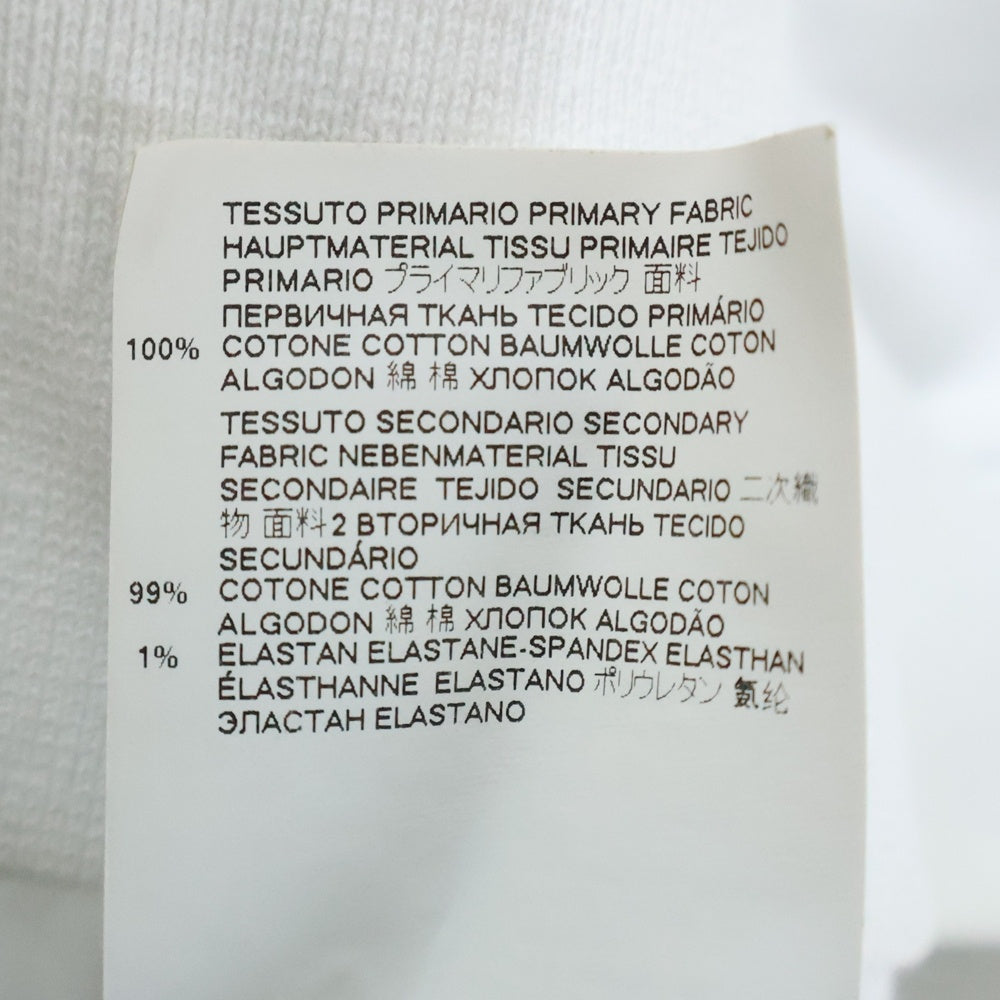 TESSUTO PRIMARIO PRIMARY FABRIC
HAUPTMATERIAL TISSU PRIMAIRE TEJIDO
PRIMARIO プライマリファブリック 面料
ПЕРВИЧНАЯ ТКАНЬ TECIDO PRIMÁRIO
100% COTONE COTTON BAUMWOLLE COTON
ALGODON 綿 棉 ХЛОПОК ALGODÃO
TESSUTO SECONDARIO SECONDARY
FABRIC NEBENMATERIAL TISSU
SECONDAIRE TEJIDO SECUNDARIO 二次織
物 面料2 ВТОРИЧНАЯ ТКАНЬ TECIDO
SECUNDÁRIO
99% COTONE COTTON BAUMWOLLE COTON
ALGODON 綿 棉 ХЛОПОК ALGODÃO
1% ELASTAN ELASTANE-SPANDEX ELASTHAN
ÉLASTHANNE ELASTANO ポリウレタン 氨纶
ЭЛАСТАН ELASTANO